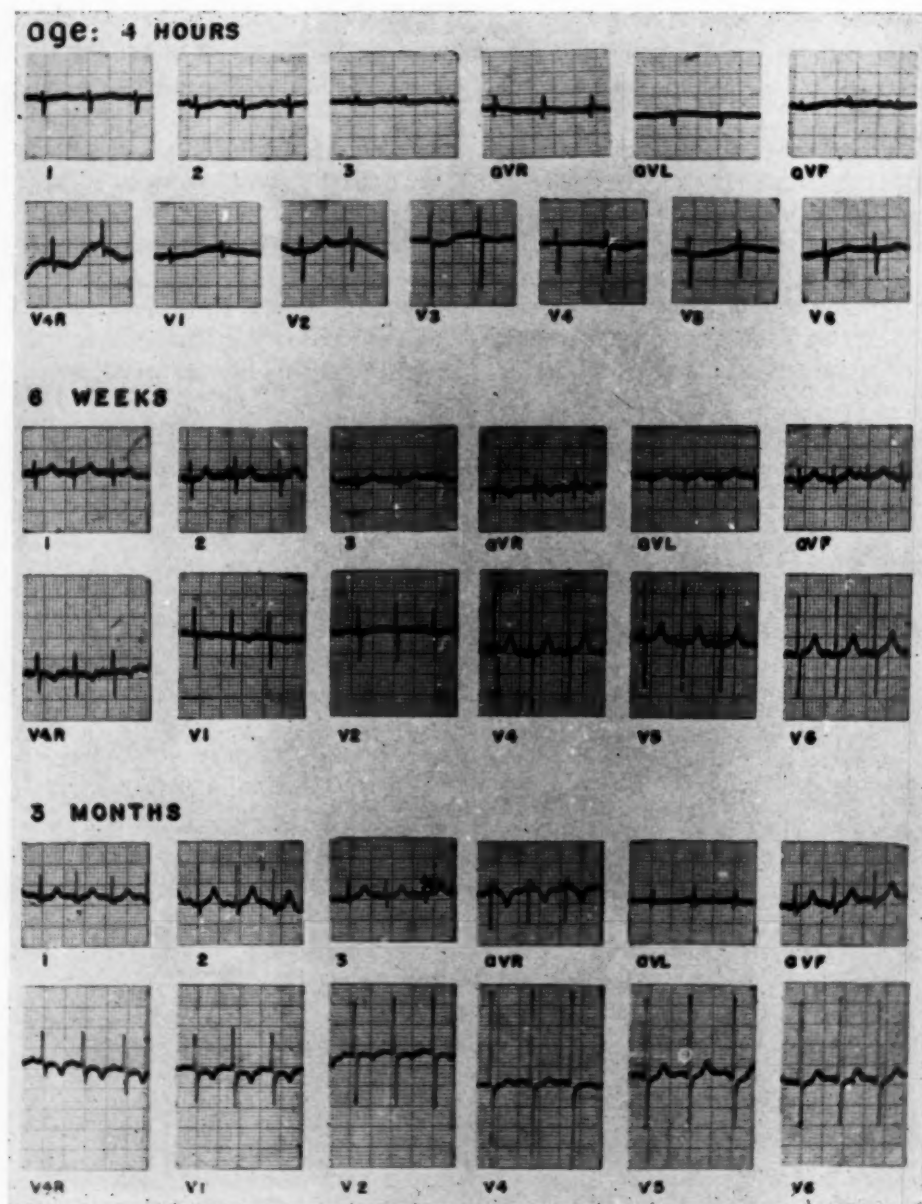 age: 4 HOURS
1 2 3 aVR aVL aVF
V4R V1 V2 V3 V4 V5 V6
6 WEEKS
1 2 3 aVR aVL aVF
V4R V1 V2 V4 V5 V6
3 MONTHS
1 2 3 aVR aVL aVF
V4R V1 V2 V4 V5 V6